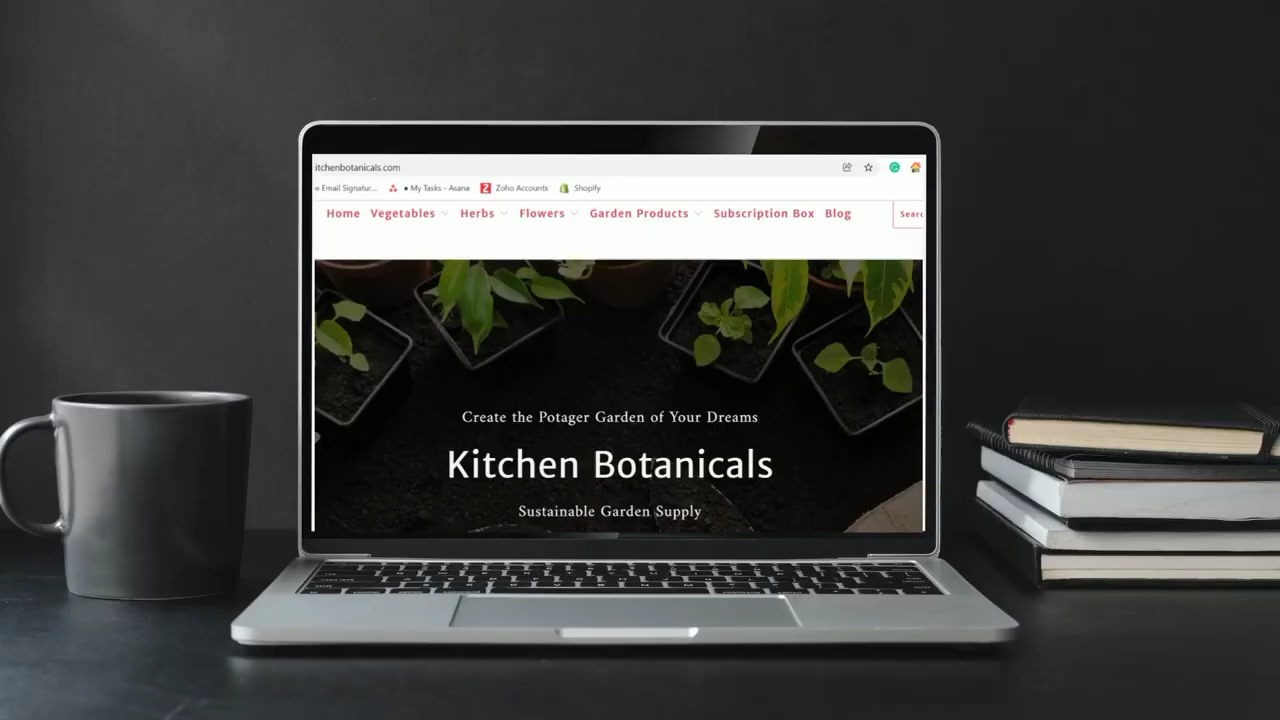 itchenbotanicals.com
e Email Signatur... • My Tasks - Asana Zoho Accounts Shopify
Home Vegetables Herbs Flowers Garden Products Subscription Box Blog Searc
Create the Potager Garden of Your Dreams
Kitchen Botanicals
Sustainable Garden Supply